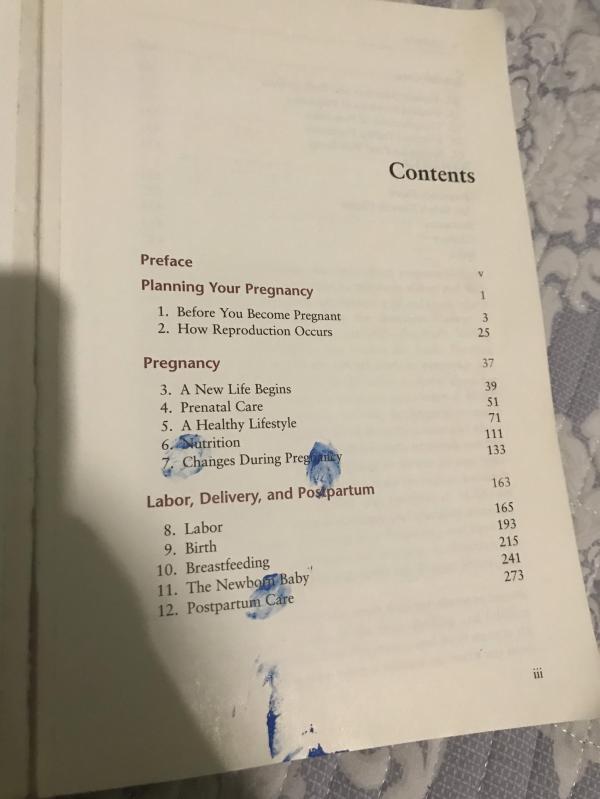 Contents
Preface v
Planning Your Pregnancy 1
1. Before You Become Pregnant 3
2. How Reproduction Occurs 25
Pregnancy 37
3. A New Life Begins 39
4. Prenatal Care 51
5. A Healthy Lifestyle 71
6. Nutrition 111
7. Changes During Pregnancy 133
Labor, Delivery, and Postpartum 163
8. Labor 165
9. Birth 193
10. Breastfeeding 215
11. The Newborn Baby 241
12. Postpartum Care 273
iii